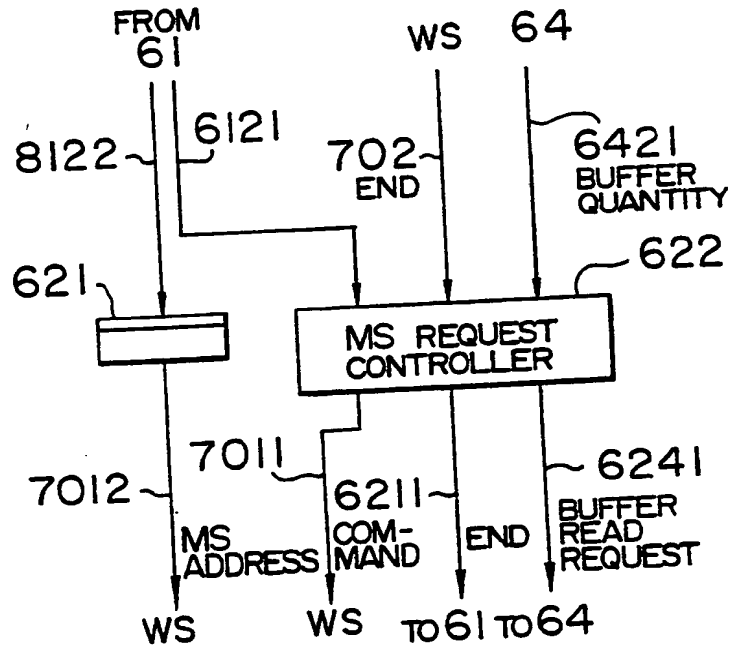 FROM
61
WS
64
8122
6121
702
END
6421
BUFFER
QUANTITY
621
622
MS REQUEST
CONTROLLER
7012
MS
ADDRESS
7011
COM-
MAND
6211
END
6241
BUFFER
READ
REQUEST
WS
WS
TO 61
TO 64